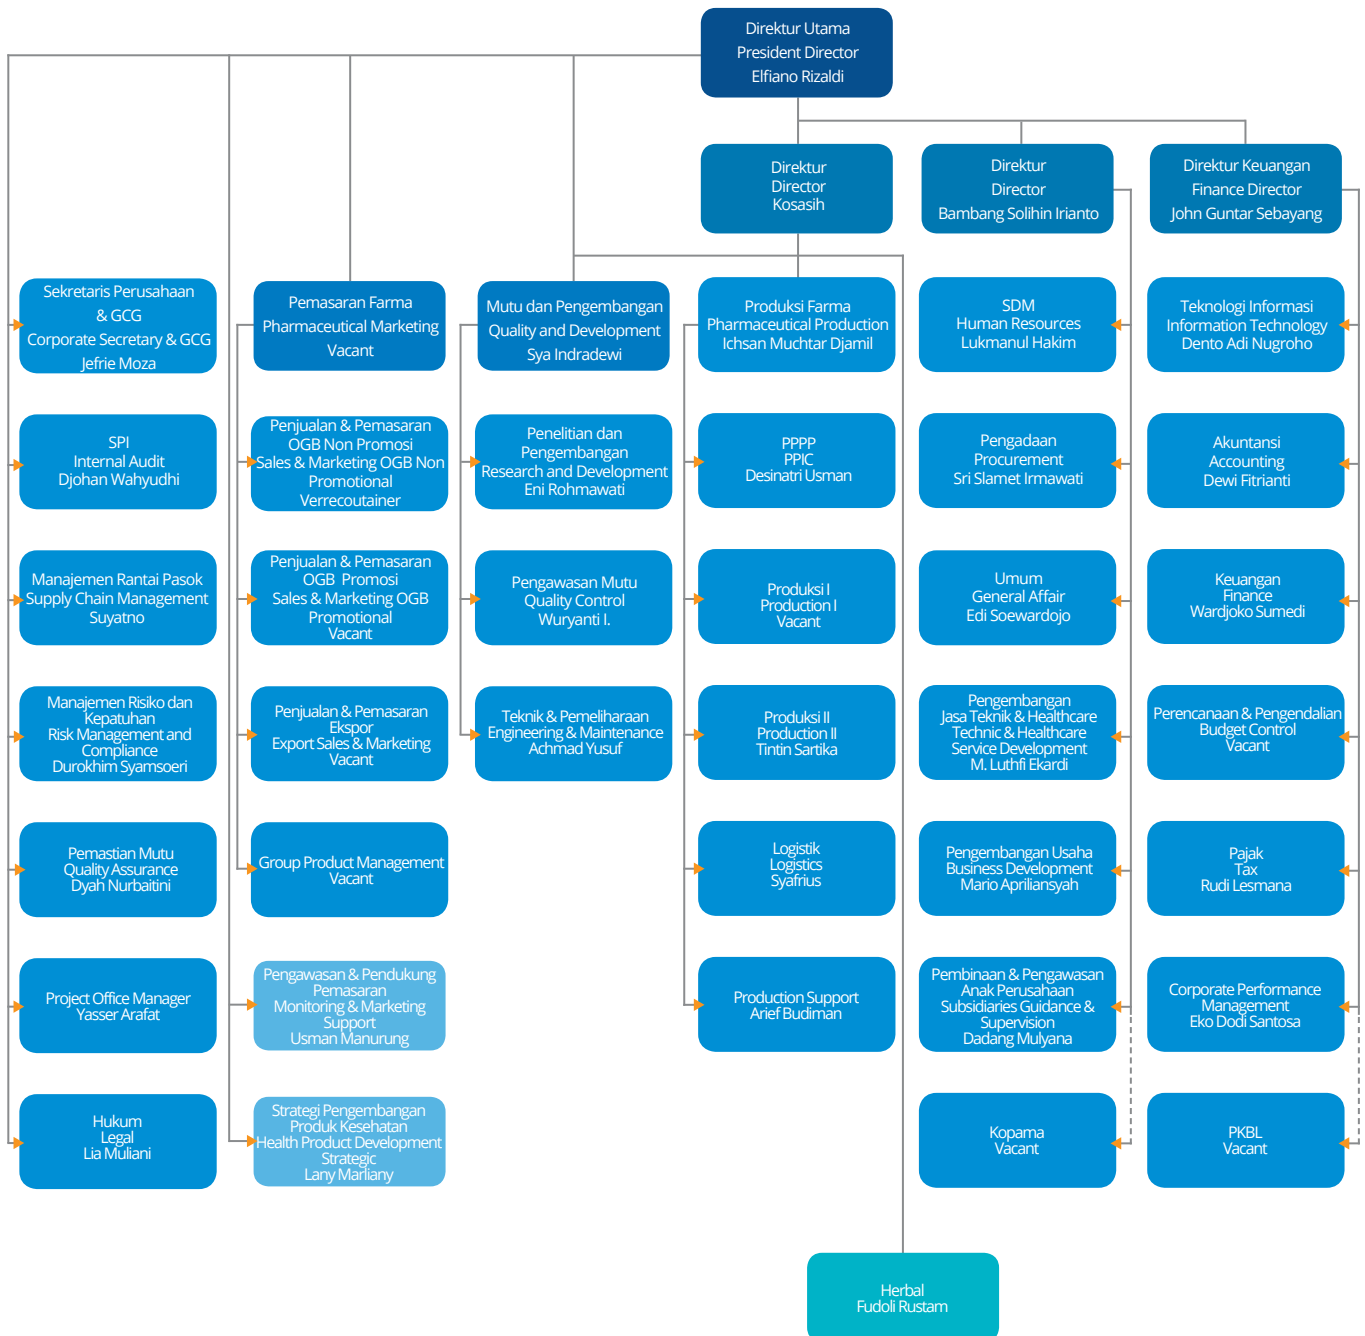 Direktur Utama
President Director
Elfiano Rizaldi
Direktur
Director
Kosasih
Direktur
Director
Bambang Solihin Irianto
Direktur Keuangan
Finance Director
John Guntar Sebayang
Sekretaris Perusahaan
& GCG
Corporate Secretary & GCG
Jefrie Moza
SPI
Internal Audit
Djohan Wahyudhi
Manajemen Rantai Pasok
Supply Chain Management
Suyatno
Manajemen Risiko dan
Kepatuhan
Risk Management and
Compliance
Durokhim Syamsoeri
Pemastian Mutu
Quality Assurance
Dyah Nurbaitini
Project Office Manager
Yasser Arafat
Hukum
Legal
Lia Muliani
Pemasaran Farma
Pharmaceutical Marketing
Vacant
Penjualan & Pemasaran
OGB Non Promosi
Sales & Marketing OGB Non
Promotional
Verrecoutainer
Penjualan & Pemasaran
OGB Promosi
Sales & Marketing OGB
Promotional
Vacant
Penjualan & Pemasaran
Ekspor
Export Sales & Marketing
Vacant
Group Product Management
Vacant
Pengawasan & Pendukung
Pemasaran
Monitoring & Marketing
Support
Usman Manurung
Strategi Pengembangan
Produk Kesehatan
Health Product Development
Strategic
Lany Marliany
Mutu dan Pengembangan
Quality and Development
Sya Indradewi
Penelitian dan
Pengembangan
Research and Development
Eni Rohmawati
Pengawasan Mutu
Quality Control
Wuryanti I.
Teknik & Pemeliharaan
Engineering & Maintenance
Achmad Yusuf
Produksi Farma
Pharmaceutical Production
Ichsan Muchtar Djamil
PPPP
PPIC
Desinatri Usman
Produksi I
Production I
Vacant
Produksi II
Production II
Tintin Sartika
Logistik
Logistics
Syafrius
Production Support
Arief Budiman
SDM
Human Resources
Lukmanul Hakim
Pengadaan
Procurement
Sri Slamet Irmawati
Umum
General Affair
Edi Soewardojo
Pengembangan
Jasa Teknik & Healthcare
Technic & Healthcare
Service Development
M. Luthfi Ekardi
Pengembangan Usaha
Business Development
Mario Apriliansyah
Pembinaan & Pengawasan
Anak Perusahaan
Subsidiaries Guidance &
Supervision
Dadang Mulyana
Kopama
Vacant
Teknologi Informasi
Information Technology
Dento Adi Nugroho
Akuntansi
Accounting
Dewi Fitrianti
Keuangan
Finance
Wardjoko Sumedi
Perencanaan & Pengendalian
Budget Control
Vacant
Pajak
Tax
Rudi Lesmana
Corporate Performance
Management
Eko Dodi Santosa
PKBL
Vacant
Herbal
Fudoli Rustam